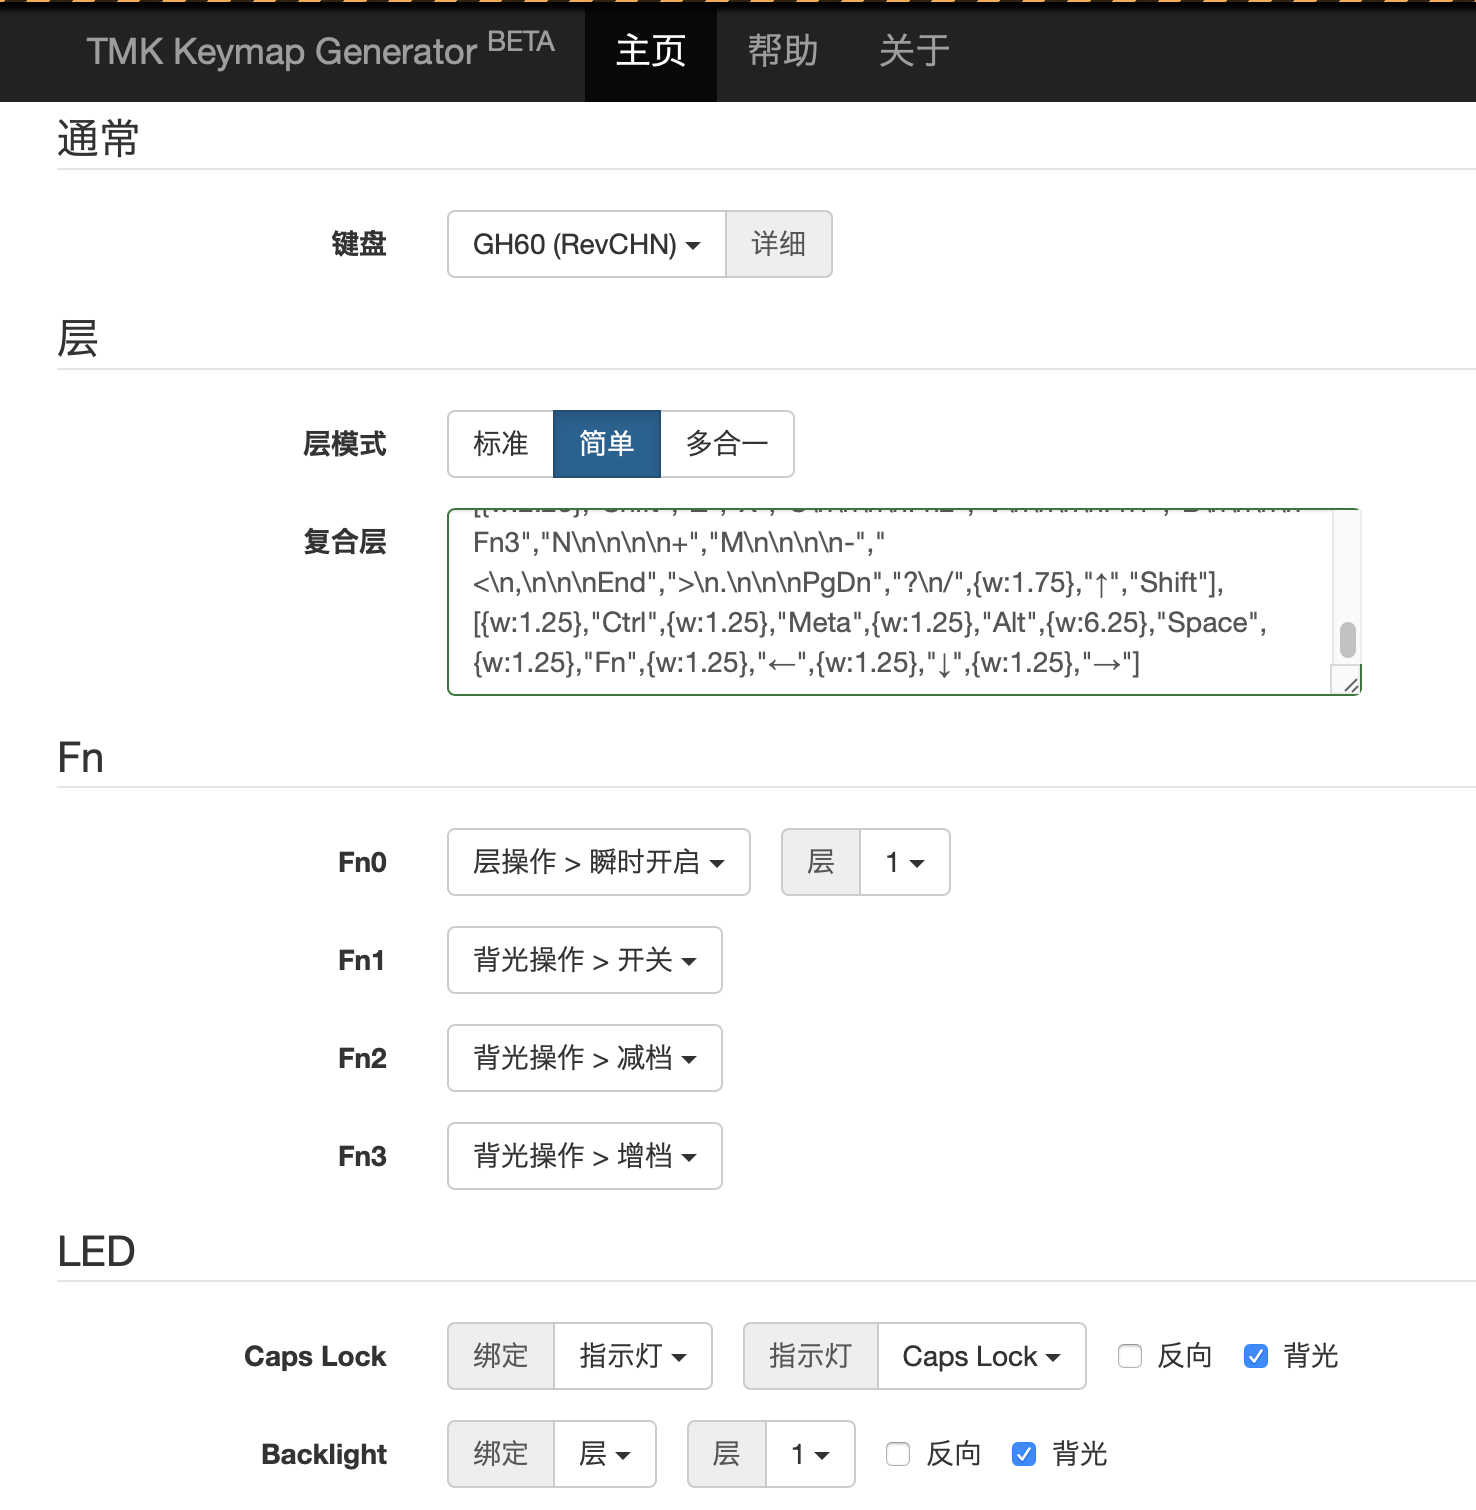 TMK Keymap Generator BETA 主页 帮助 关于
通常
键盘 GH60 (RevCHN) 详细
层
层模式 标准 简单 多合一
复合层
Fn3","N\n\n\n\n+","M\n\n\n\n-","
<\n,\n\n\nEnd",">\n.\n\n\nPgDn","?\n/",{w:1.75},"↑","Shift"],
[{w:1.25},"Ctrl",{w:1.25},"Meta",{w:1.25},"Alt",{w:6.25},"Space",
{w:1.25},"Fn",{w:1.25},"←",{w:1.25},"↓",{w:1.25},"→"]
Fn
Fn0 层操作 > 瞬时开启 层 1
Fn1 背光操作 > 开关
Fn2 背光操作 > 减档
Fn3 背光操作 > 增档
LED
Caps Lock 绑定 指示灯 指示灯 Caps Lock 反向 背光
Backlight 绑定 层 层 1 反向 背光